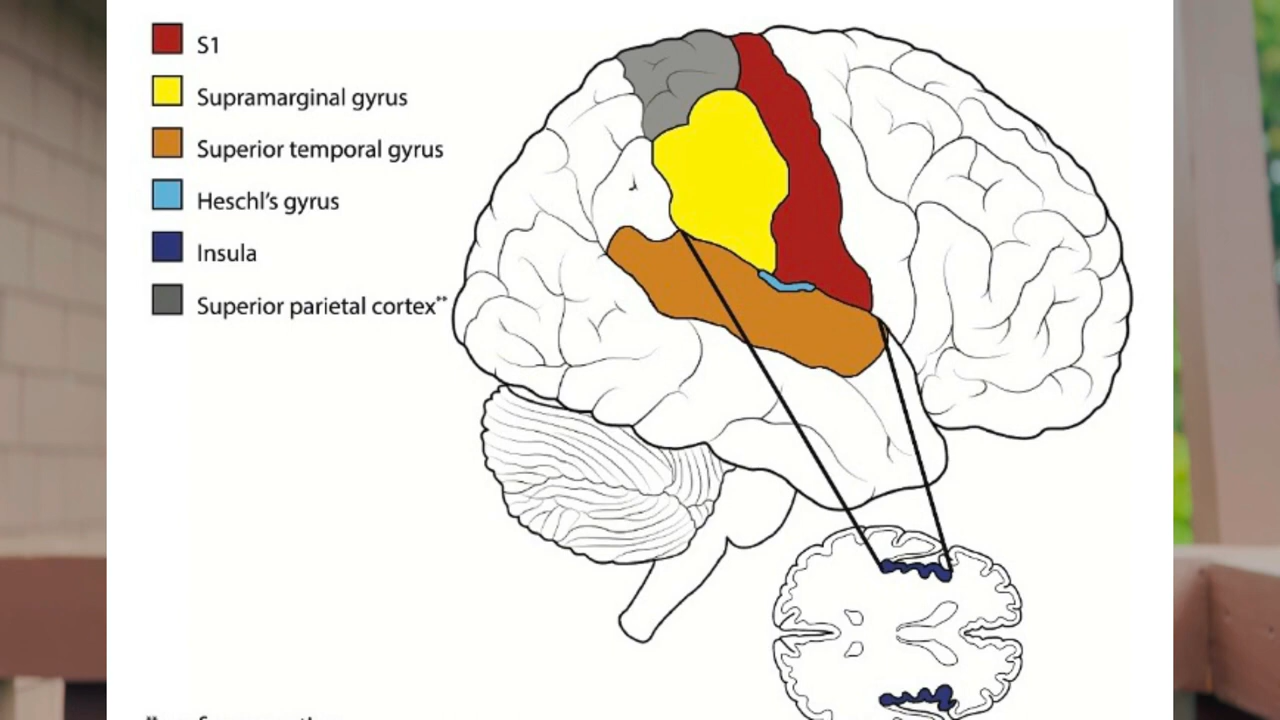 S1
Supramarginal gyrus
Superior temporal gyrus
Heschl's gyrus
Insula
Superior parietal cortex**